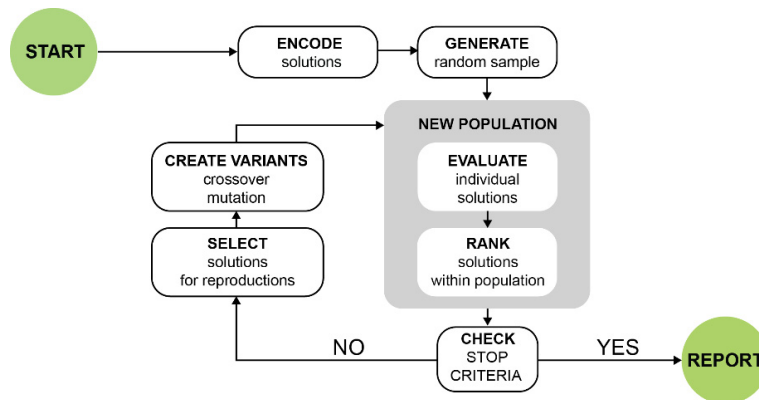 START
ENCODE
solutions
GENERATE
random sample
NEW POPULATION
EVALUATE
individual
solutions
RANK
solutions
within population
CREATE VARIANTS
crossover
mutation
SELECT
solutions
for reproductions
CHECK
STOP
CRITERIA
NO
YES
REPORT